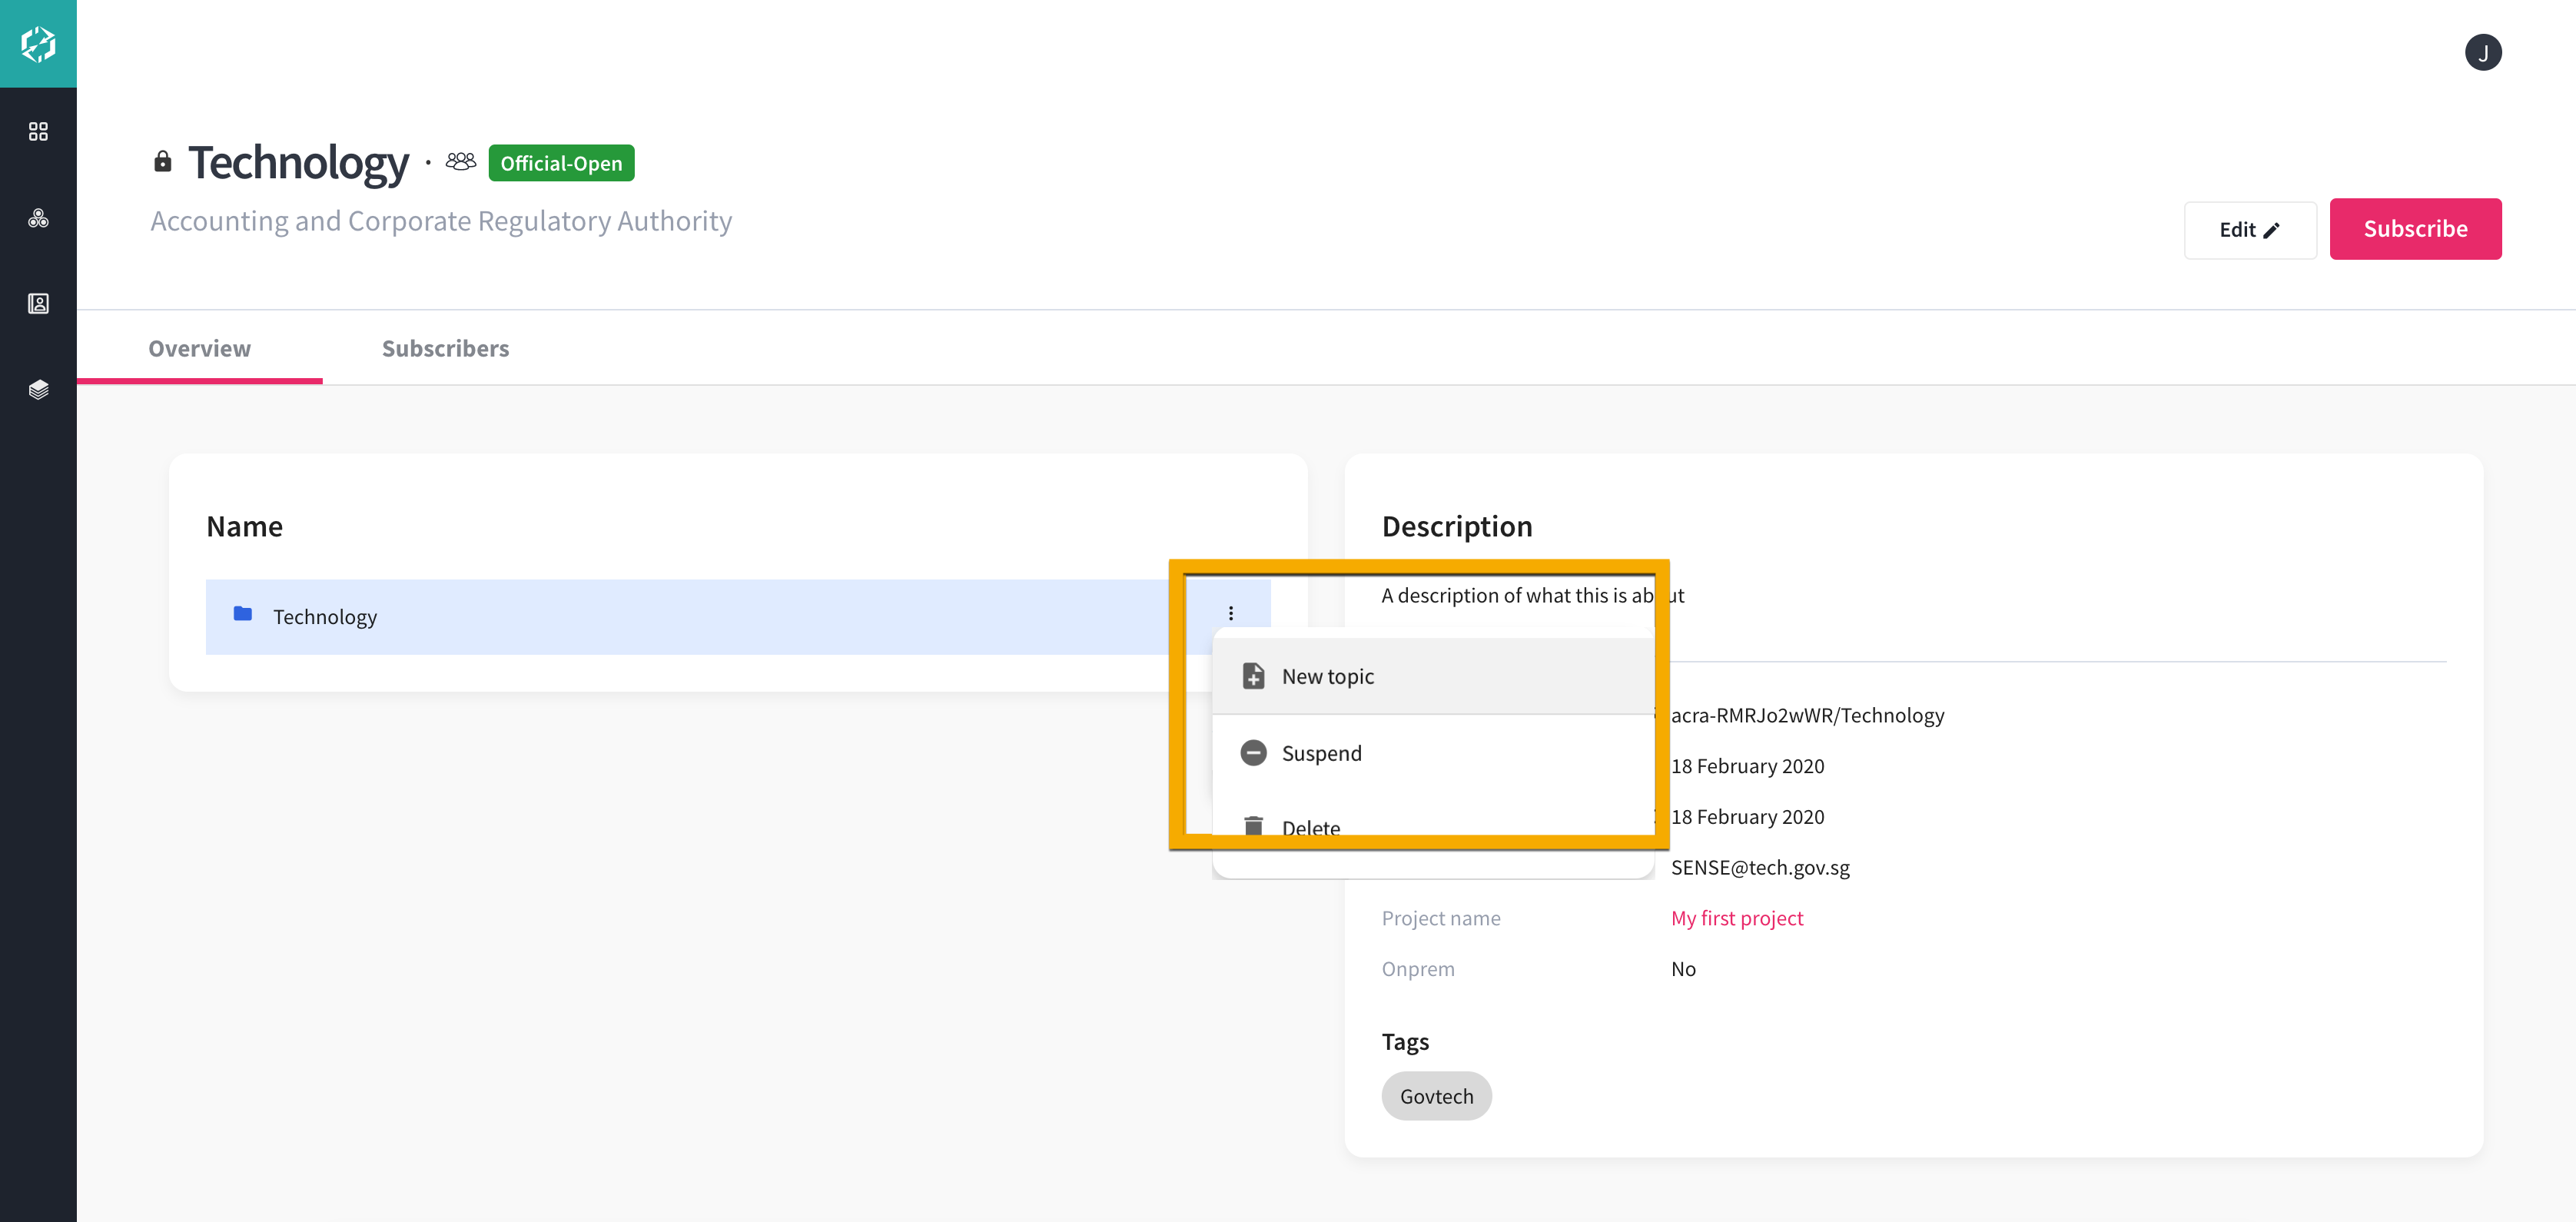 J
Technology · Official-Open
Accounting and Corporate Regulatory Authority
Edit
Subscribe
Overview
Subscribers
Name
Technology
New topic
Suspend
Delete
Description
A description of what this is ab ut
acra-RMRJo2wWR/Technology
18 February 2020
18 February 2020
SENSE@tech.gov.sg
Project name My first project
Onprem No
Tags
Govtech